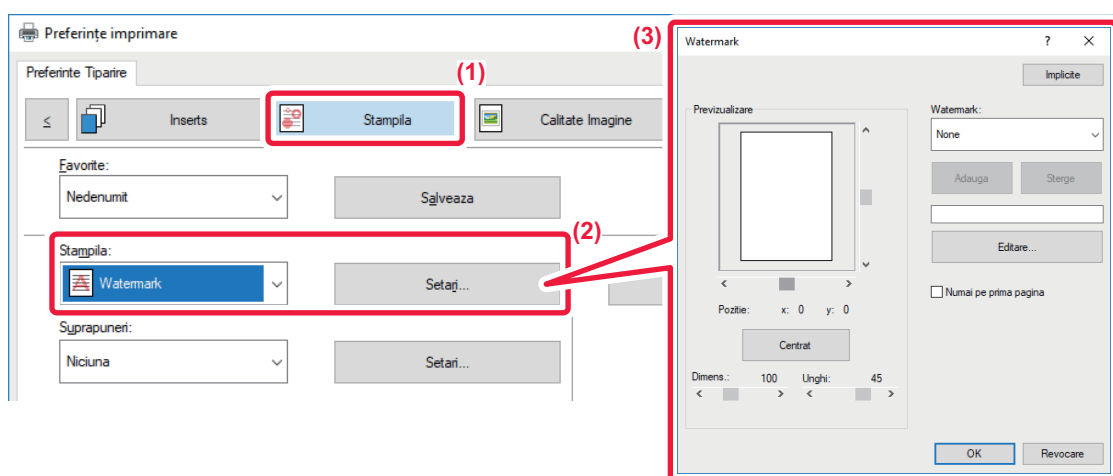 Preferințe imprimare
Preferinte Tiparire
(1)
<
Inserts
Stampila
Calitate Imagine
Favorite:
Nedenumit
Salveaza
(2)
Stampila:
Watermark
Setari...
Suprapuneri:
Niciuna
Setari...
(3)
Watermark
?
Implicite
Previzualizare
Watermark:
None
Adauga
Sterge
Editare...
Numai pe prima pagina
Pozitie: x: 0 y: 0
Centrat
Dimens.: 100 Unghi: 45
OK
Revocare